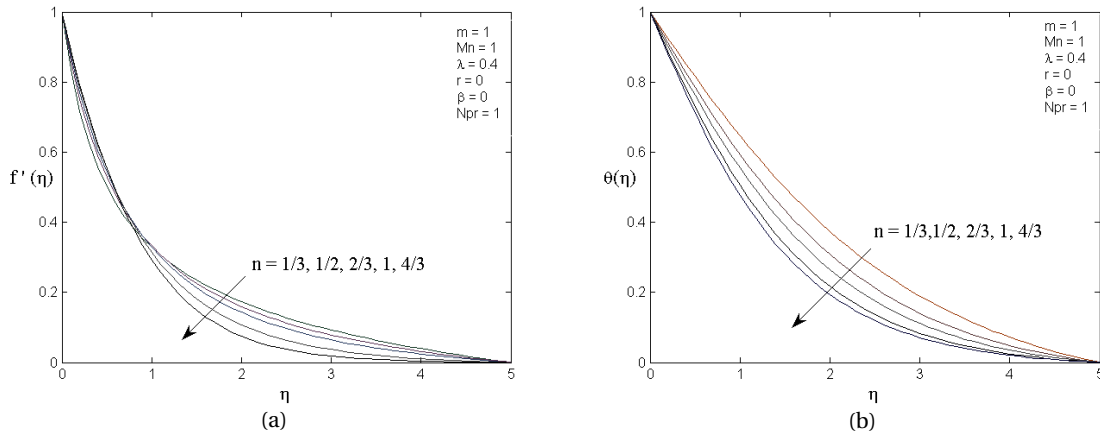 1
0.8
0.6
f '(η)
0.4
0.2
0
0 1 2 3 4 5
η
m = 1
Mn = 1
λ = 0.4
r = 0
β = 0
Npr = 1
n = 1/3, 1/2, 2/3, 1, 4/3
(a)
1
0.8
0.6
θ(η)
0.4
0.2
0
0 1 2 3 4 5
η
m = 1
Mn = 1
λ = 0.4
r = 0
β = 0
Npr = 1
n = 1/3,1/2, 2/3, 1, 4/3
(b)